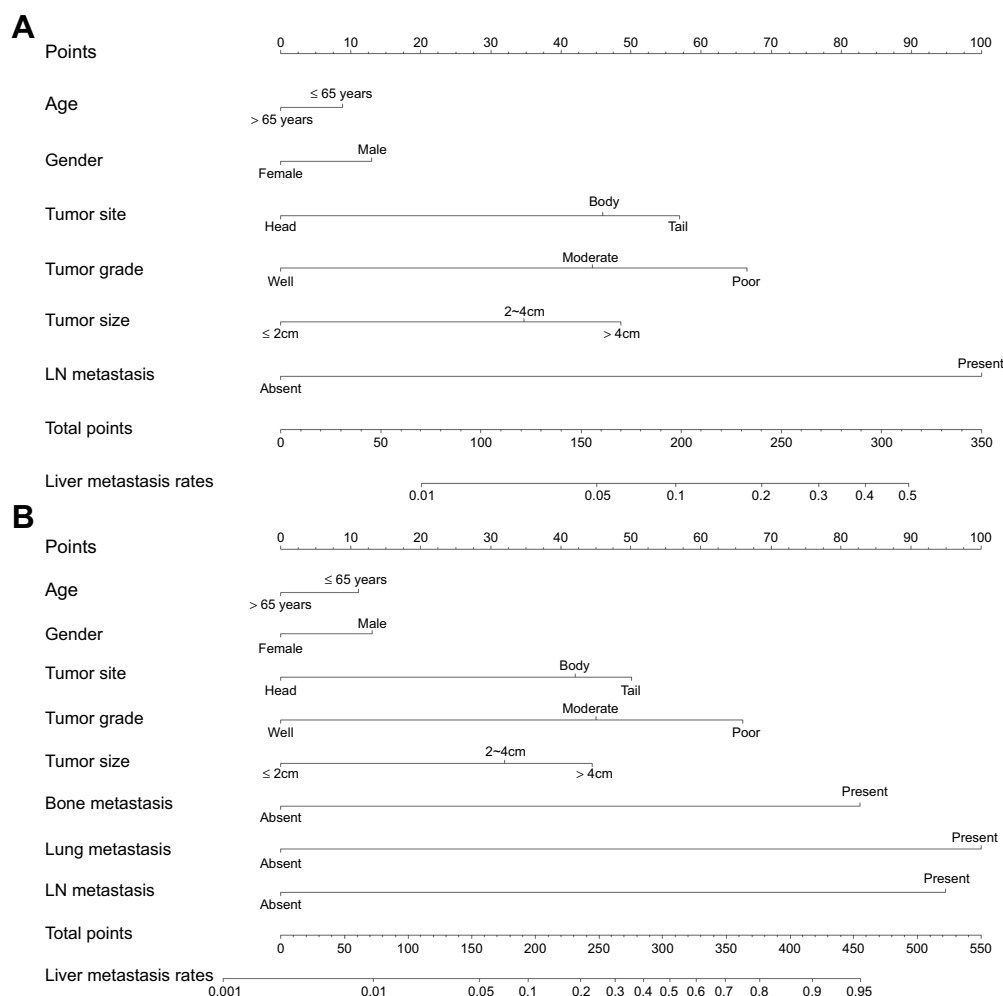 A
Points
0 10 20 30 40 50 60 70 80 90 100
Age
≤ 65 years
> 65 years
Gender
Male
Female
Tumor site
Body
Head
Tail
Tumor grade
Moderate
Well
Poor
Tumor size
2~4cm
≤ 2cm
> 4cm
LN metastasis
Present
Absent
Total points
0 50 100 150 200 250 300 350
Liver metastasis rates
0.01 0.05 0.1 0.2 0.3 0.4 0.5
B
Points
0 10 20 30 40 50 60 70 80 90 100
Age
≤ 65 years
> 65 years
Gender
Male
Female
Tumor site
Body
Head
Tail
Tumor grade
Moderate
Well
Poor
Tumor size
2~4cm
≤ 2cm
> 4cm
Bone metastasis
Present
Absent
Lung metastasis
Present
Absent
LN metastasis
Present
Absent
Total points
0 50 100 150 200 250 300 350 400 450 500 550
Liver metastasis rates
0.001 0.01 0.05 0.1 0.2 0.3 0.4 0.5 0.6 0.7 0.8 0.9 0.95